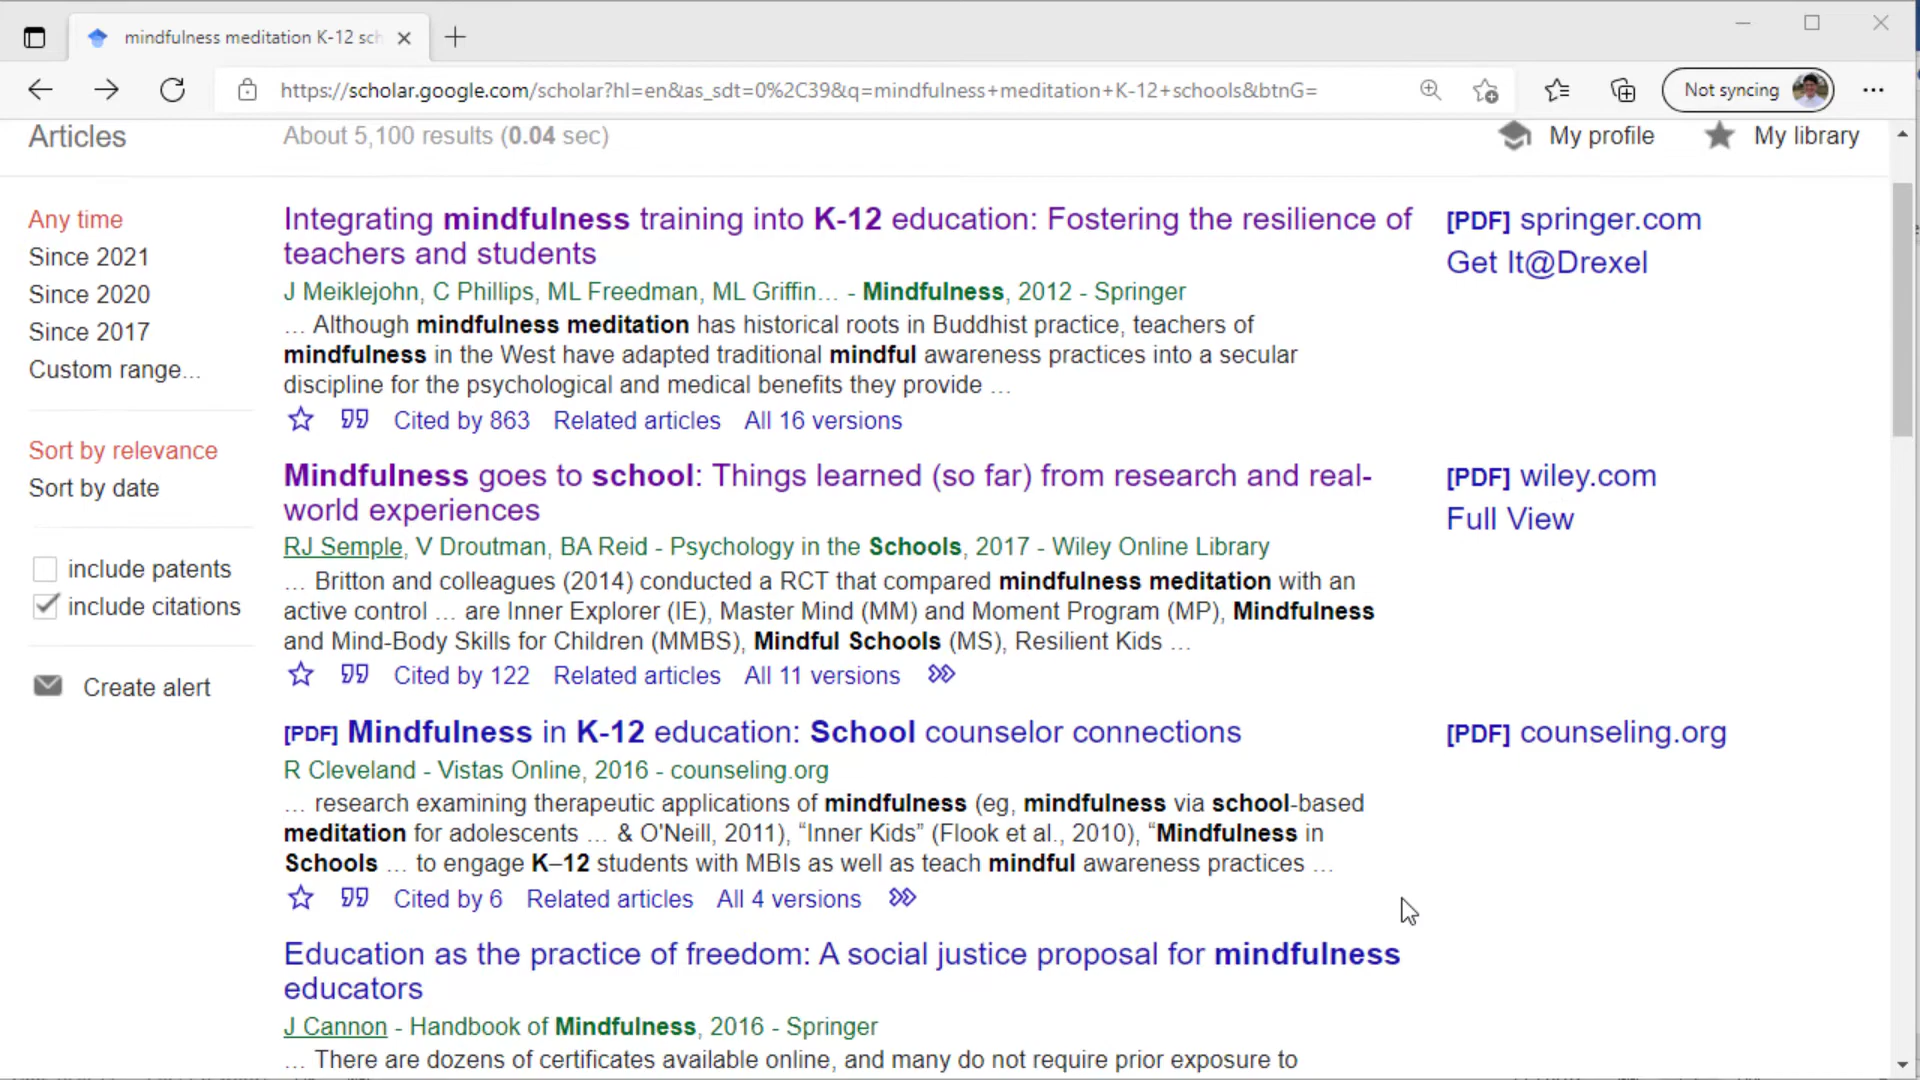 mindfulness meditation K-12 sch
https://scholar.google.com/scholar?hl=en&as_sdt=0%2C39&q=mindfulness+meditation+K-12+schools&btnG=
Not syncing
Articles
About 5,100 results (0.04 sec)
My profile
My library
Any time
Since 2021
Since 2020
Since 2017
Custom range...
Sort by relevance
Sort by date
include patents
include citations
Create alert
Integrating mindfulness training into K-12 education: Fostering the resilience of
teachers and students
J Meiklejohn, C Phillips, ML Freedman, ML Griffin… - Mindfulness, 2012 - Springer
… Although mindfulness meditation has historical roots in Buddhist practice, teachers of
mindfulness in the West have adapted traditional mindful awareness practices into a secular
discipline for the psychological and medical benefits they provide …
Cited by 863 Related articles All 16 versions
[PDF] springer.com
Get It@Drexel
Mindfulness goes to school: Things learned (so far) from research and real-
world experiences
RJ Semple, V Droutman, BA Reid - Psychology in the Schools, 2017 - Wiley Online Library
… Britton and colleagues (2014) conducted a RCT that compared mindfulness meditation with an
active control … are Inner Explorer (IE), Master Mind (MM) and Moment Program (MP), Mindfulness
and Mind-Body Skills for Children (MMBS), Mindful Schools (MS), Resilient Kids …
Cited by 122 Related articles All 11 versions
[PDF] wiley.com
Full View
[PDF] Mindfulness in K-12 education: School counselor connections
R Cleveland - Vistas Online, 2016 - counseling.org
… research examining therapeutic applications of mindfulness (eg, mindfulness via school-based
meditation for adolescents … & O'Neill, 2011), “Inner Kids” (Flook et al., 2010), “Mindfulness in
Schools … to engage K–12 students with MBIs as well as teach mindful awareness practices …
Cited by 6 Related articles All 4 versions
[PDF] counseling.org
Education as the practice of freedom: A social justice proposal for mindfulness
educators
J Cannon - Handbook of Mindfulness, 2016 - Springer
… There are dozens of certificates available online, and many do not require prior exposure to